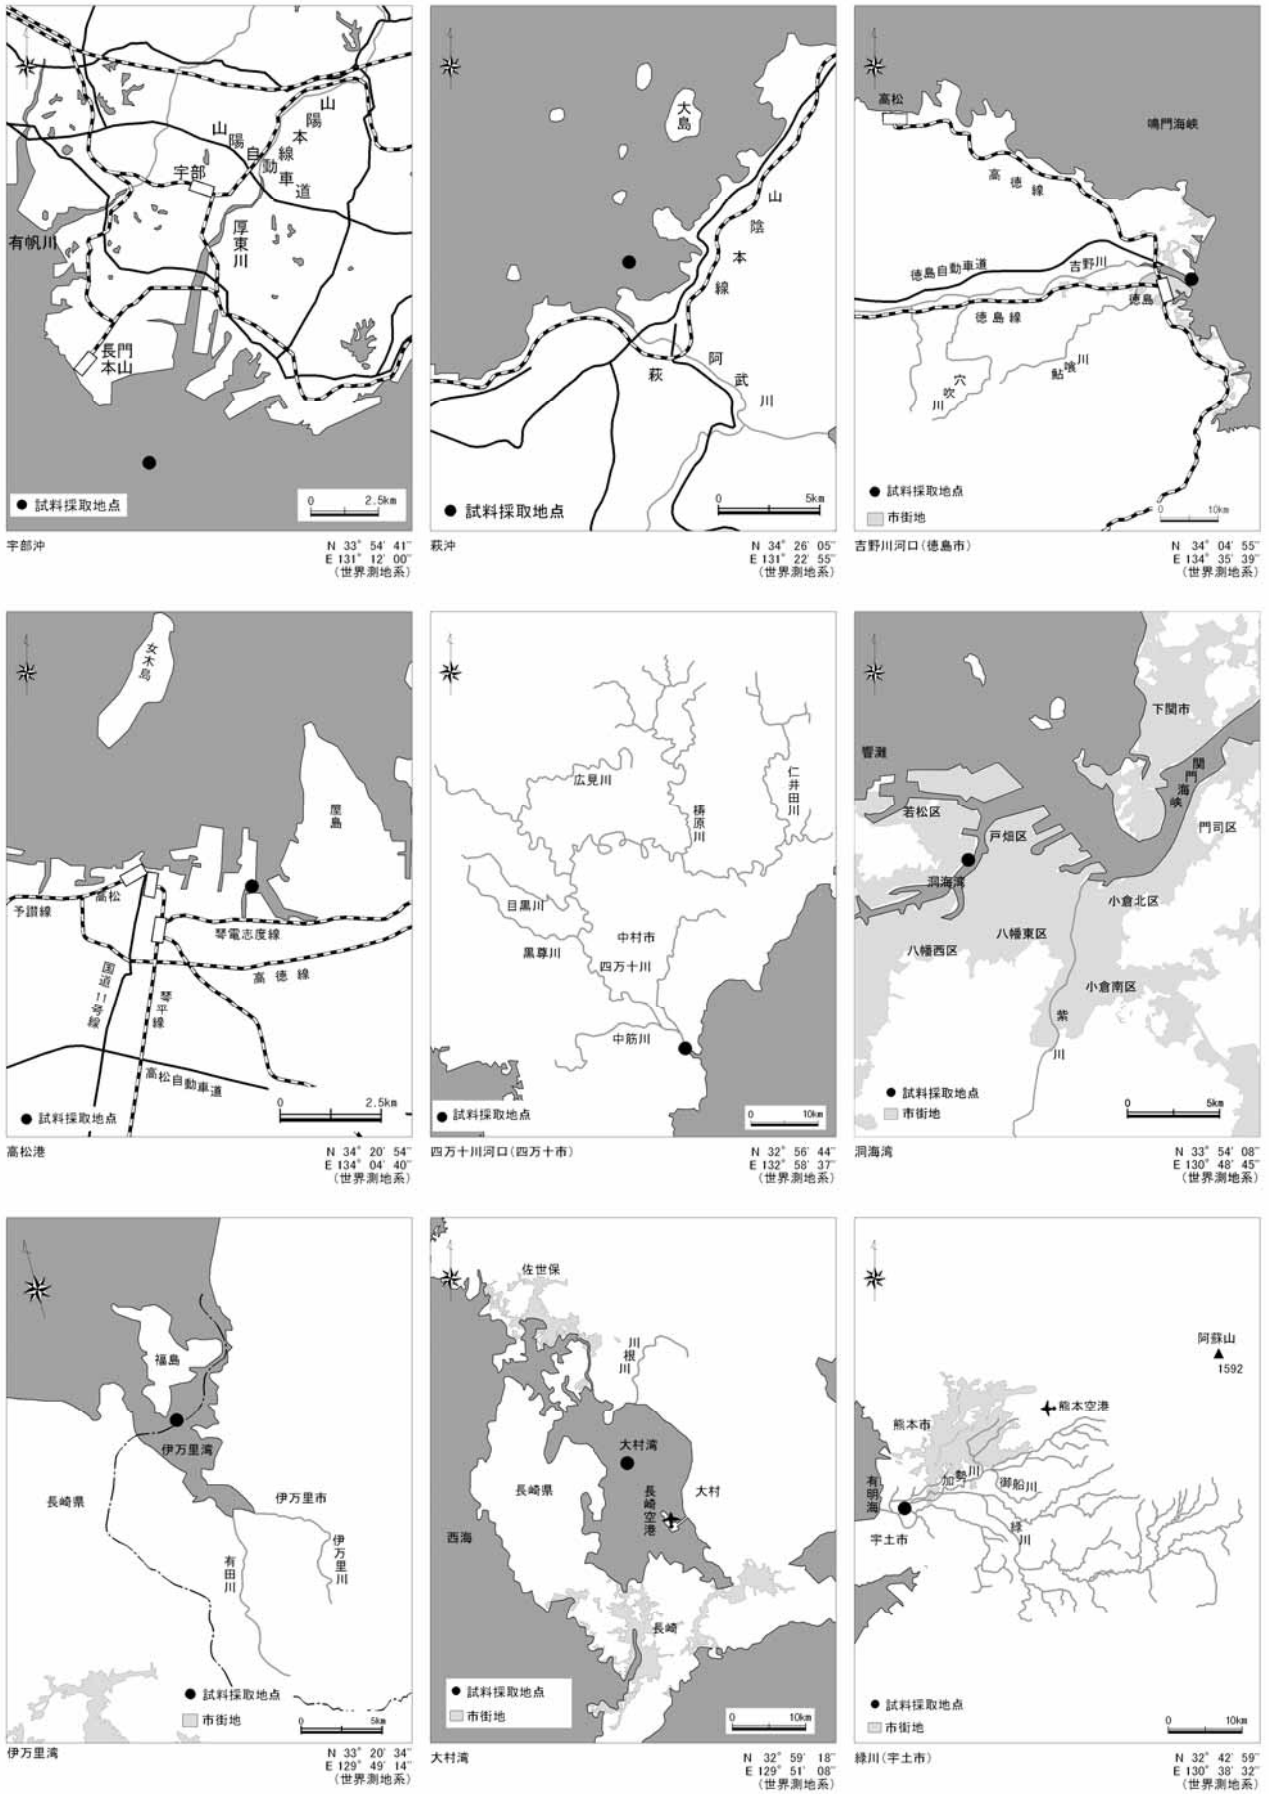 山陽本線
山陽自動車道
宇部
有帆川
厚東川
長門
本山
試料採取地点
0 2.5km
宇部沖
N 33° 54′ 41″
E 131° 12′ 00″
(世界測地系)
大島
山陰本線
萩
阿武川
試料採取地点
0 5km
萩沖
N 34° 26′ 05″
E 131° 22′ 55″
(世界測地系)
高松
鳴門海峡
高徳線
徳島自動車道
吉野川
徳島
徳島線
鮎喰川
穴吹川
試料採取地点
市街地
0 10km
吉野川河口(徳島市)
N 34° 04′ 55″
E 134° 35′ 39″
(世界測地系)
女木島
屋島
高松
予讃線
琴電志度線
高徳線
国道11号線
琴平線
高松自動車道
試料採取地点
0 2.5km
高松港
N 34° 20′ 54″
E 134° 04′ 40″
(世界測地系)
広見川
梼原川
仁井田川
目黒川
黒尊川
中村市
四万十川
中筋川
試料採取地点
0 10km
四万十川河口(四万十市)
N 32° 56′ 44″
E 132° 58′ 37″
(世界測地系)
下関市
響灘
関門海峡
若松区
戸畑区
門司区
洞海湾
小倉北区
八幡東区
八幡西区
小倉南区
紫川
試料採取地点
市街地
0 5km
洞海湾
N 33° 54′ 08″
E 130° 48′ 45″
(世界測地系)
福島
伊万里湾
長崎県
伊万里市
有田川
伊万里川
試料採取地点
市街地
0 5km
伊万里湾
N 33° 20′ 34″
E 129° 49′ 14″
(世界測地系)
佐世保
川根川
大村湾
長崎県
長崎空港
大村
西海
長崎
試料採取地点
市街地
0 10km
大村湾
N 32° 59′ 18″
E 129° 51′ 08″
(世界測地系)
阿蘇山
1592
熊本空港
熊本市
加勢川
御船川
有明海
緑川
宇土市
試料採取地点
市街地
0 10km
緑川(宇土市)
N 32° 42′ 59″
E 130° 38′ 32″
(世界測地系)